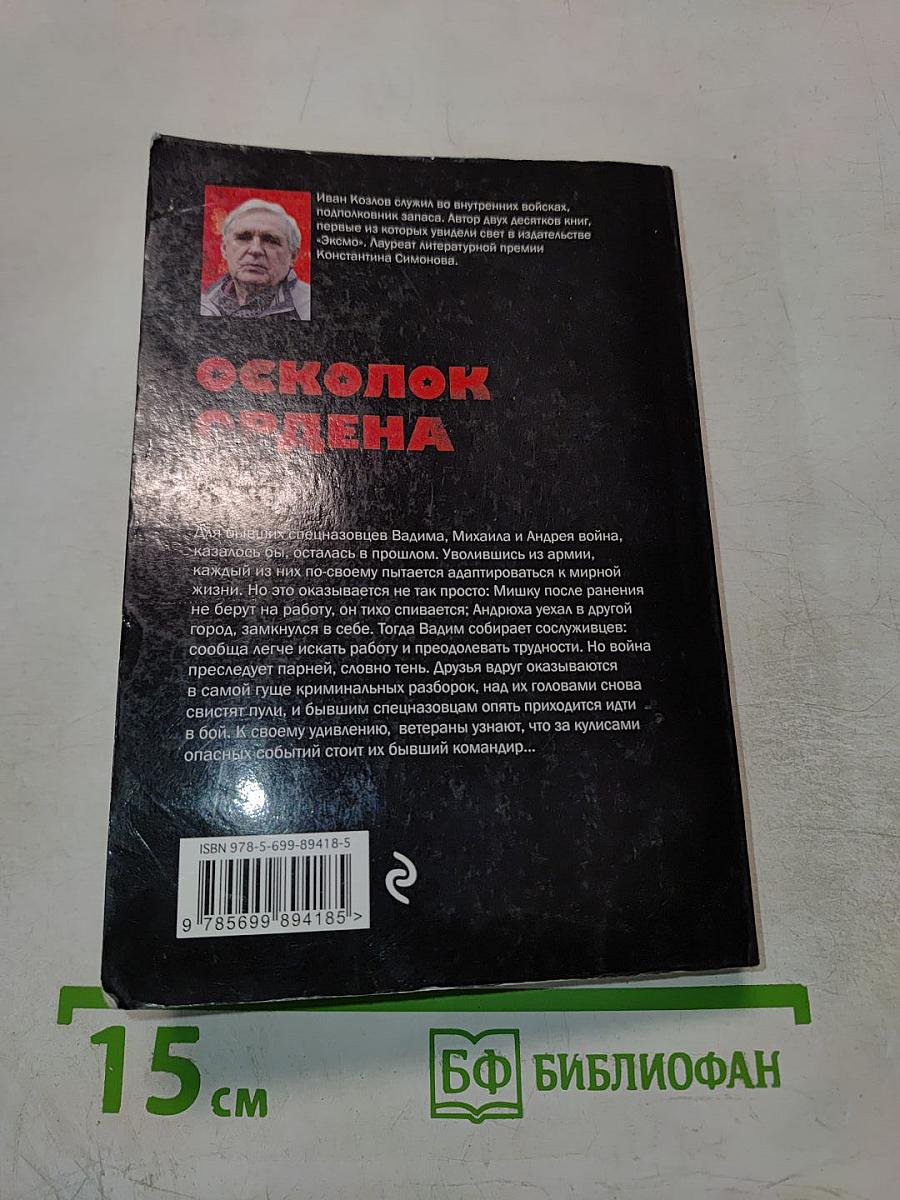 Иван Козлов служил во внутренних войсках,
подполковник запаса. Автор двух десятков книг,
первые из которых увидели свет в издательстве
«Эксмо». Лауреат литературной премии
Константина Симонова.
ОСКОЛОК
ОРДЕНА
Для бывших спецназовцев Вадима, Михаила и Андрея война,
казалось бы, осталась в прошлом. Уволившись из армии,
каждый из них по-своему пытается адаптироваться к мирной
жизни. Но это оказывается не так просто: Мишку после ранения
не берут на работу, он тихо спивается; Андрюха уехал в другой
город, замкнулся в себе. Тогда Вадим собирает сослуживцев:
сообща легче искать работу и преодолевать трудности. Но война
преследует парней, словно тень. Друзья вдруг оказываются
в самой гуще криминальных разборок, над их головами снова
свистят пули, и бывшим спецназовцам опять приходится идти
в бой. К своему удивлению, ветераны узнают, что за кулисами
опасных событий стоит их бывший командир...
ISBN 978-5-699-89418-5
9 785699 894185 >
15 см
БФ БИБЛИОФАН